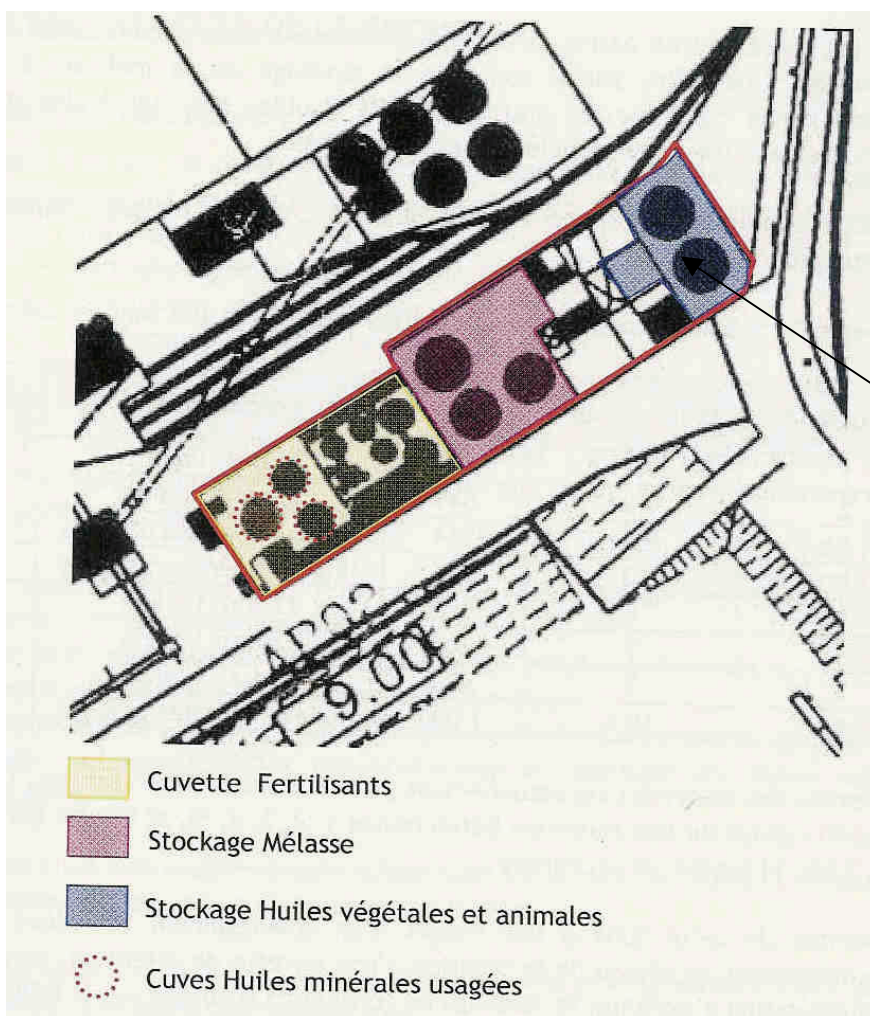 AP02
-9.00
Cuvette Fertilisants
Stockage Mélasse
Stockage Huiles végétales et animales
Cuves Huiles minérales usagées